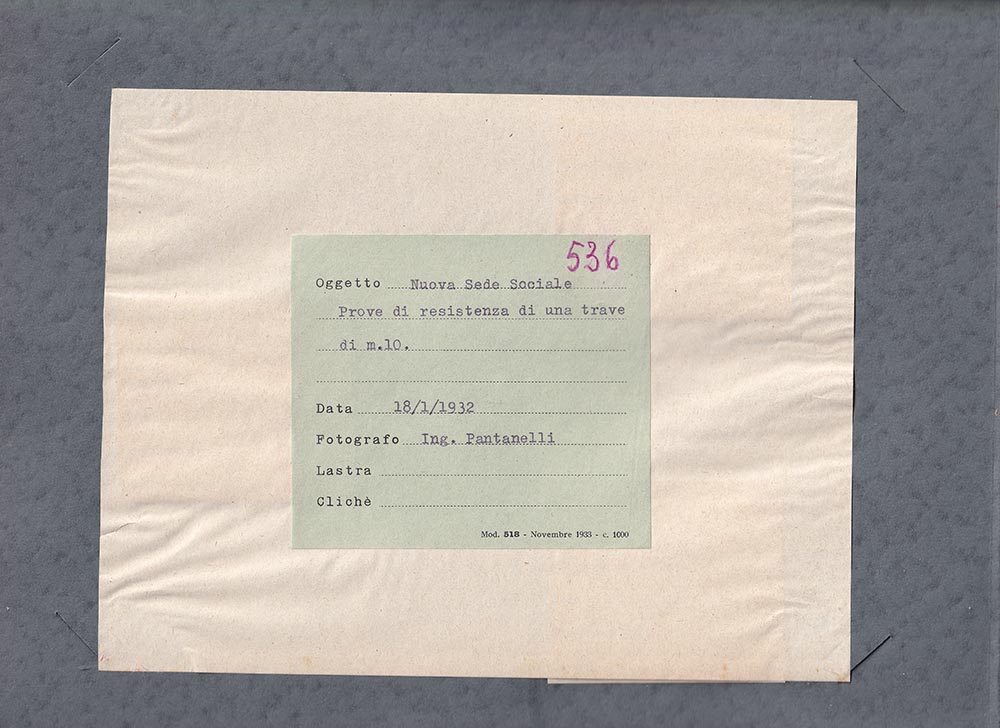 536
Oggetto Nuova Sede Sociale
Prove di resistenza di una trave
di m.10.
Data 18/1/1932
Fotografo Ing. Pantanelli
Lastra
Clichè
Mod. 518 - Novembre 1933 - c. 1000